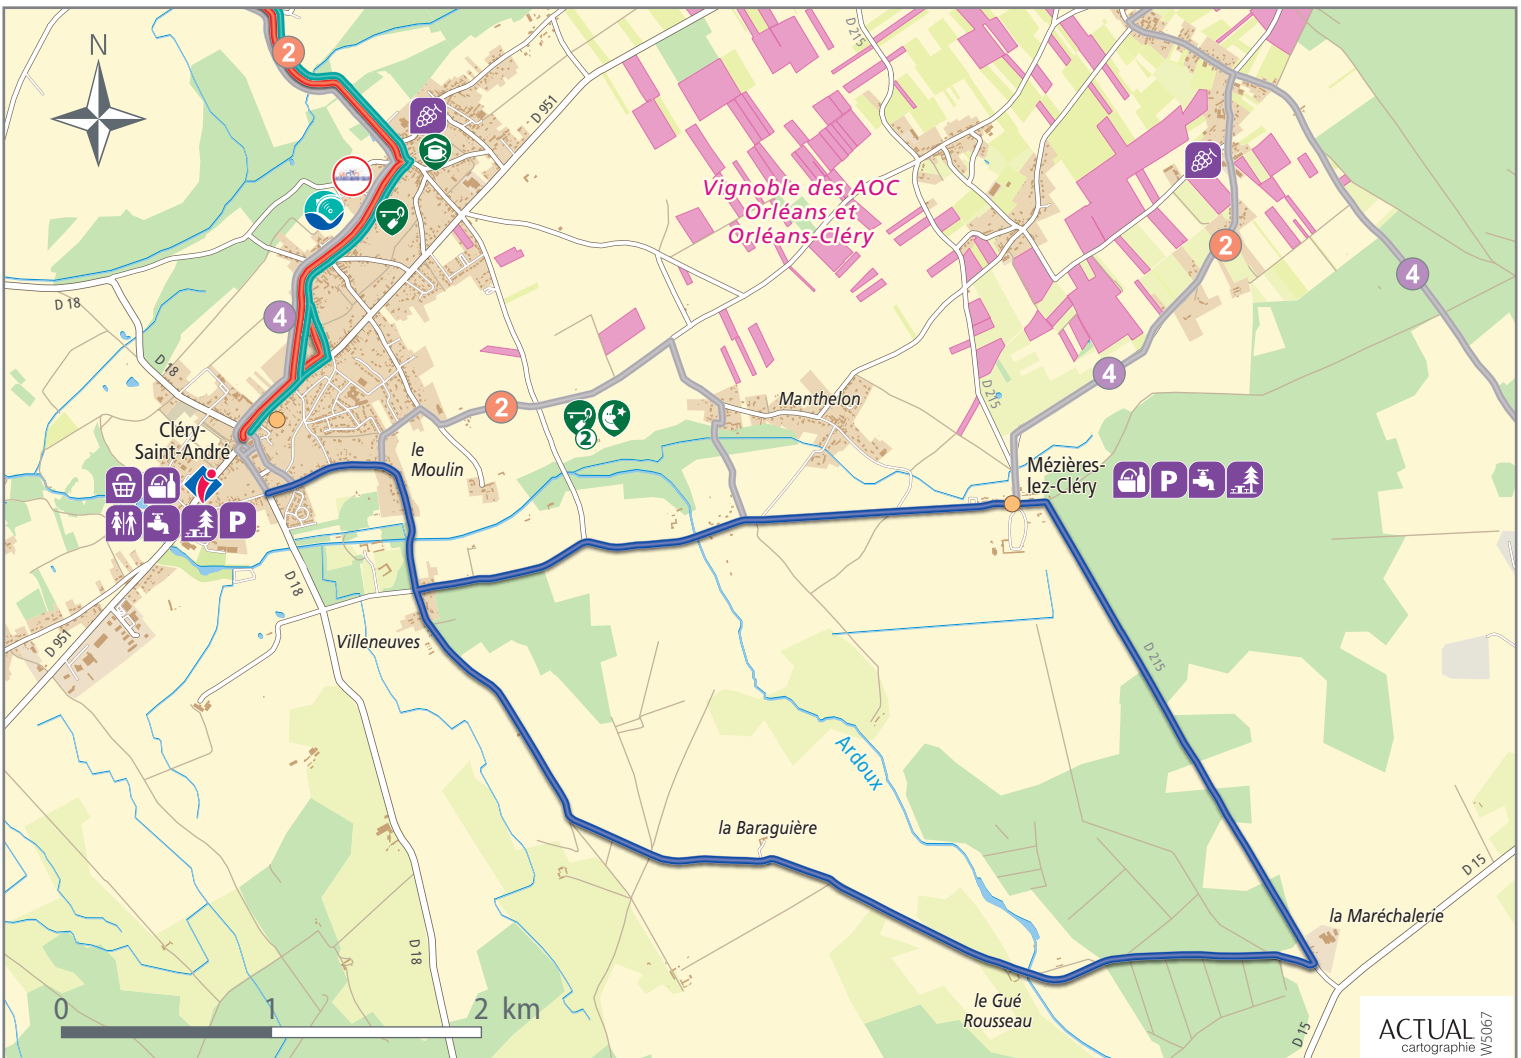 N
2
D 951
D 215
Vignoble des AOC
Orléans et
Orléans-Cléry
2
4
4
D 18
D 18
4
2
2
D 215
Manthelon
Cléry-
Saint-André
le
Moulin
Mézières-
lez-Cléry
P
P
D 18
D 951
Villeneuves
D 215
Ardoux
la Baraguière
D 15
la Maréchalerie
D 18
le Gué
Rousseau
D 15
0 1 2 km
ACTUAL
cartographie
W5067